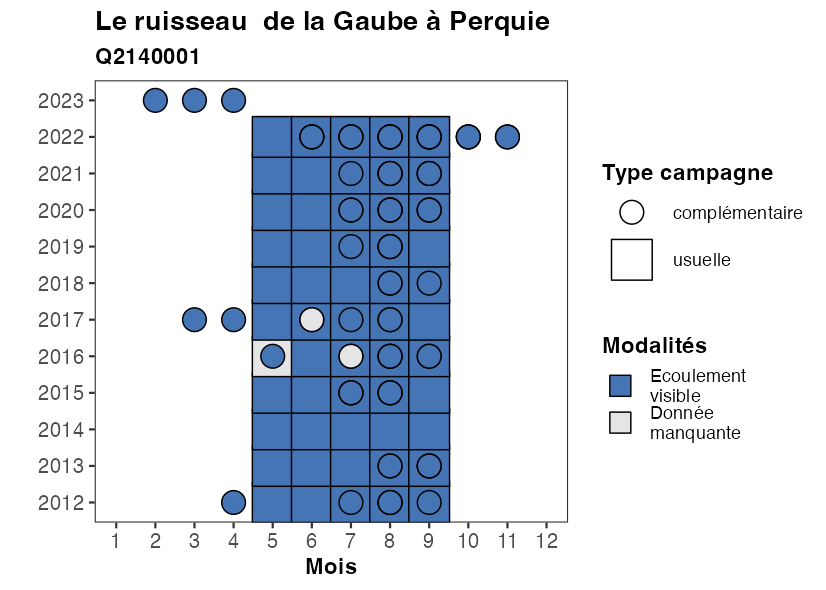 Le ruisseau  de la Gaube à Perquie
Q2140001
2023
2022
2021
2020
2019
2018
2017
2016
2015
2014
2013
2012
1 2 3 4 5 6 7 8 9 10 11 12
Mois
Type campagne
complémentaire
usuelle
Modalités
Ecoulement
visible
Donnée
manquante